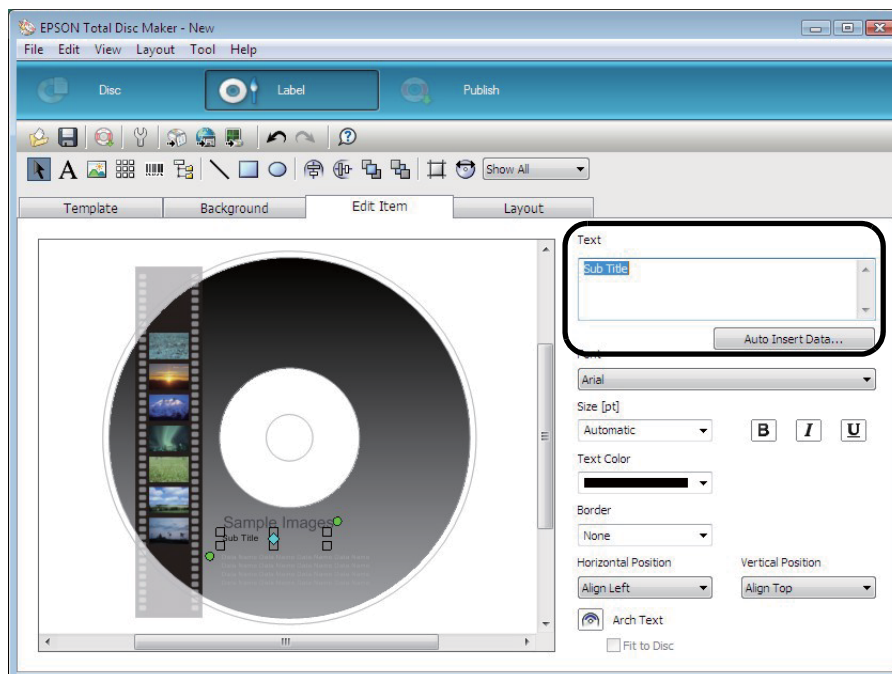 EPSON Total Disc Maker - New
File Edit View Layout Tool Help
Disc Label Publish
A Show All
Template Background Edit Item Layout
Text
Sub Title
Auto Insert Data...
Font
Arial
Size [pt]
Automatic B I U
Text Color
Border
None
Horizontal Position Vertical Position
Align Left Align Top
Arch Text
Fit to Disc
Sample Images
Sub Title